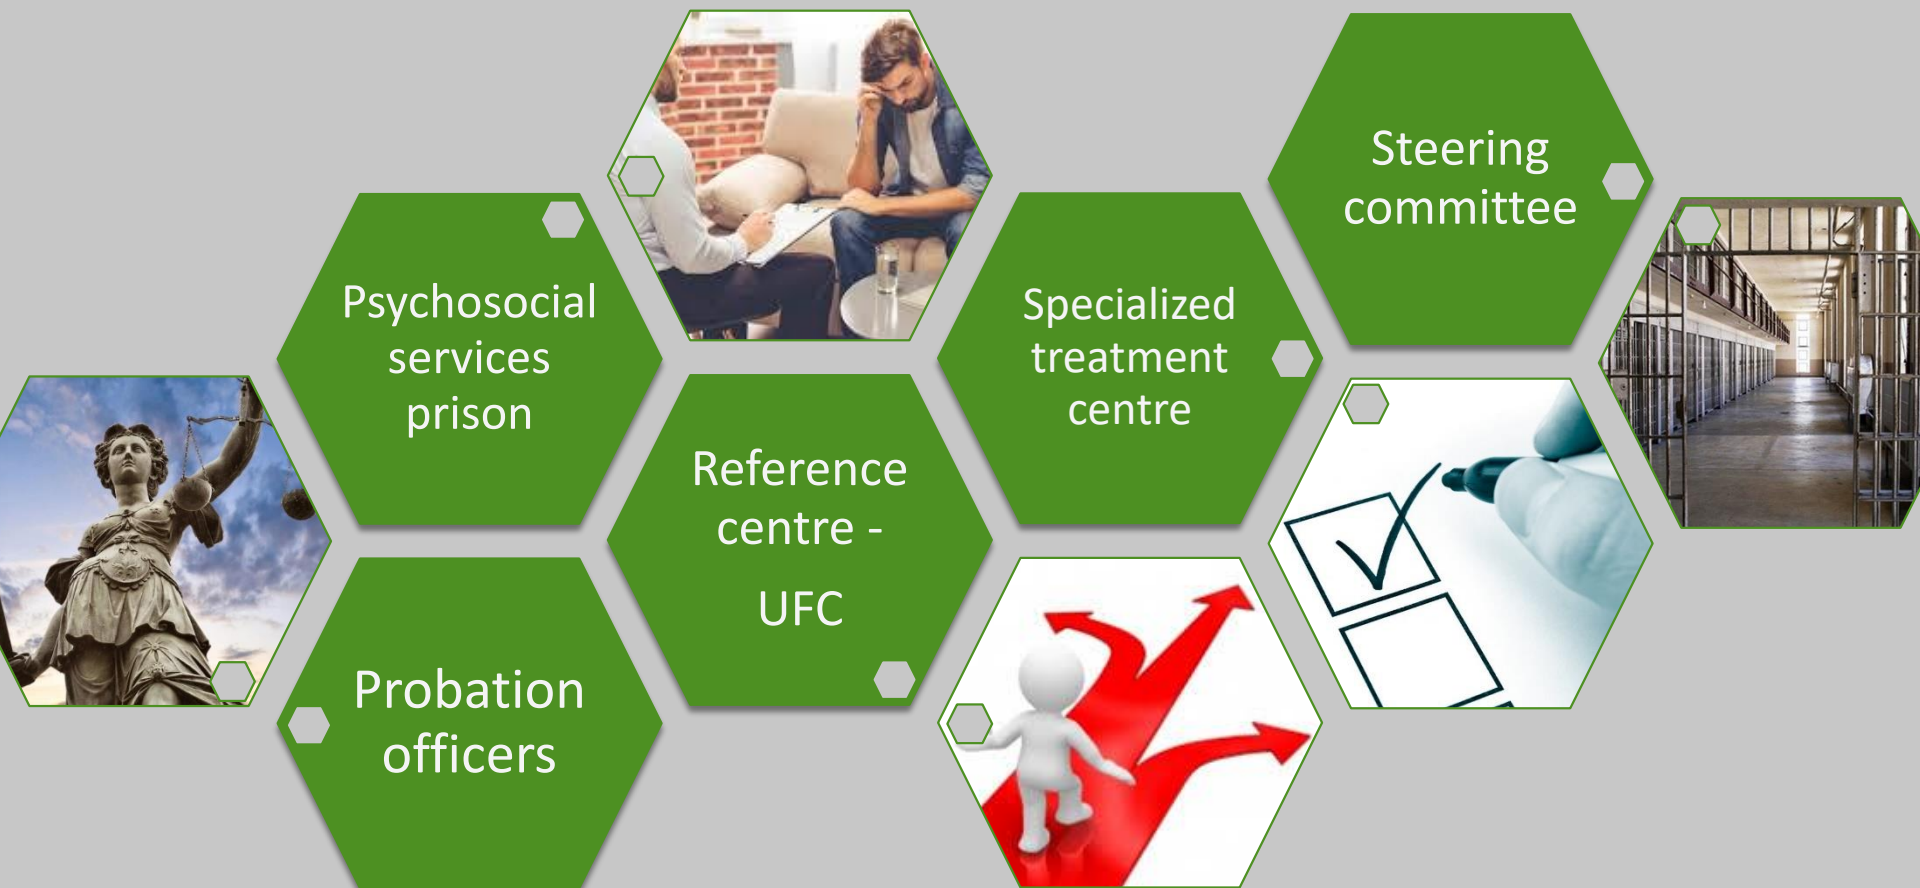 Psychosocial
services
prison
Probation
officers
Reference
centre -
UFC
Specialized
treatment
centre
Steering
committee